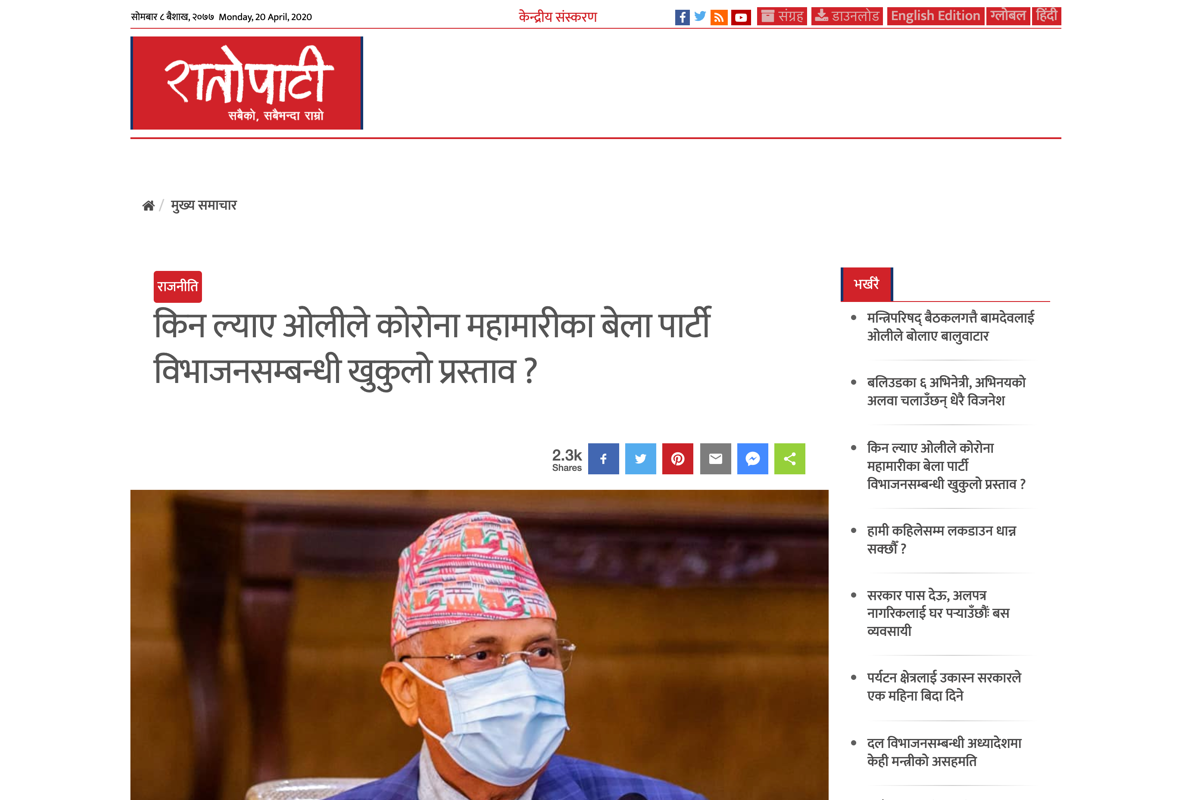 सोमबार ८ बैशाख, २०७७ Monday, 20 April, 2020
केन्द्रीय संस्करण
संग्रह
डाउनलोड
English Edition
ग्लोबल
हिंदी
रातोपाटी
सबैको, सबैभन्दा राम्रो
/ मुख्य समाचार
राजनीति
किन ल्याए ओलीले कोरोना महामारीका बेला पार्टी
विभाजनसम्बन्धी खुकुलो प्रस्ताव ?
2.3k
Shares
भर्खरै
मन्त्रिपरिषद् बैठकलगत्तै बामदेवलाई
ओलीले बोलाए बालुवाटार
बलिउडका ६ अभिनेत्री, अभिनयको
अलवा चलाउँछन् धेरै विजनेश
किन ल्याए ओलीले कोरोना
महामारीका बेला पार्टी
विभाजनसम्बन्धी खुकुलो प्रस्ताव ?
हामी कहिलेसम्म लकडाउन धान्न
सक्छौँ ?
सरकार पास देऊ, अलपत्र
नागरिकलाई घर पर्‍याउँछौंः बस
व्यवसायी
पर्यटन क्षेत्रलाई उकास्न सरकारले
एक महिना बिदा दिने
दल विभाजनसम्बन्धी अध्यादेशमा
केही मन्त्रीको असहमति